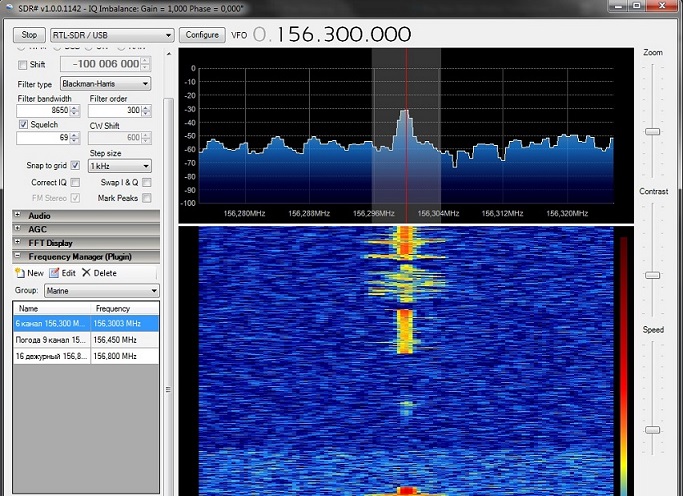 SDR# v1.0.0.1142 - IQ Imbalance: Gain = 1,000 Phase = 0,000°
Stop RTL-SDR / USB Configure VFO 0.156.300.000
Shift -100 006 000
Filter type Blackman-Harris
Filter bandwidth Filter order
8650 300
Squelch CW Shift
69 600
Step size
Snap to grid 1 kHz
Correct IQ Swap I & Q
FM Stereo Mark Peaks
Audio
AGC
FFT Display
Frequency Manager (Plugin)
New Edit Delete
Group: Marine
Name Frequency
6 канал 156,300 М... 156,3003 MHz
Погода 9 канал 15... 156,450 MHz
16 дежурный 156,8... 156,800 MHz
0
-10
-20
-30
-40
-50
-60
-70
-80
-90
-100
156,280MHz 156,288MHz 156,296MHz 156,304MHz 156,312MHz 156,320MHz
Zoom
Contrast
Speed